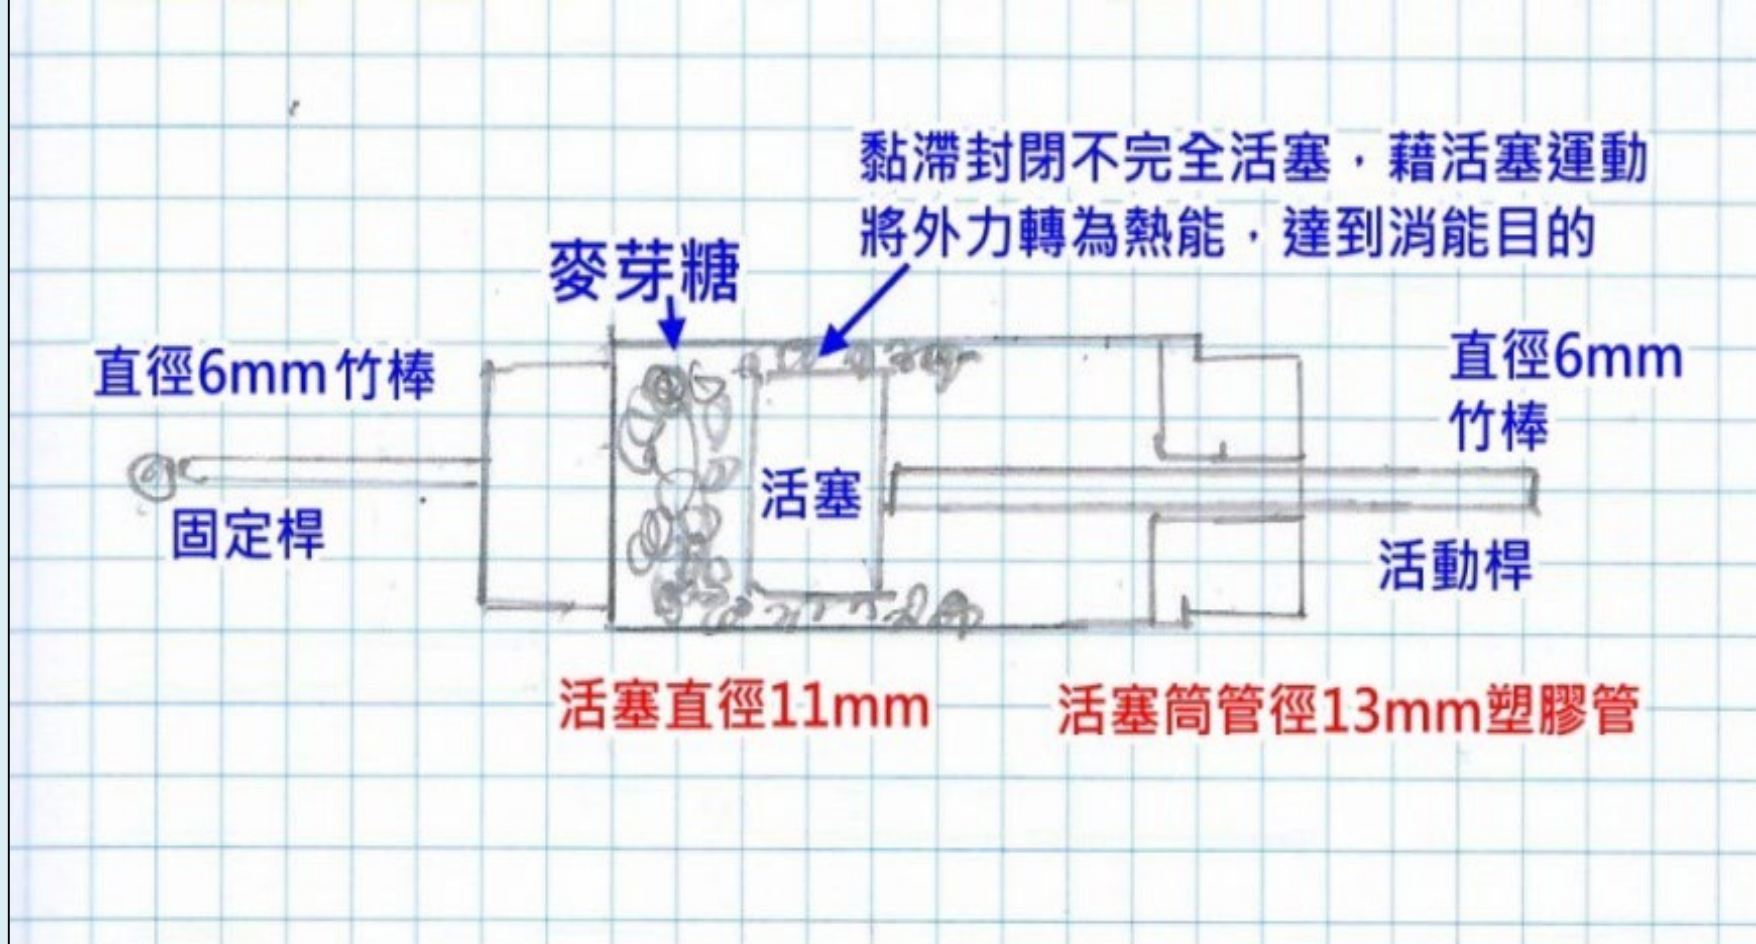 黏滯封閉不完全活塞，藉活塞運動
將外力轉為熱能，達到消能目的
麥芽糖
直徑6mm竹棒
直徑6mm
竹棒
活塞
固定桿
活動桿
活塞直徑11mm
活塞筒管徑13mm塑膠管